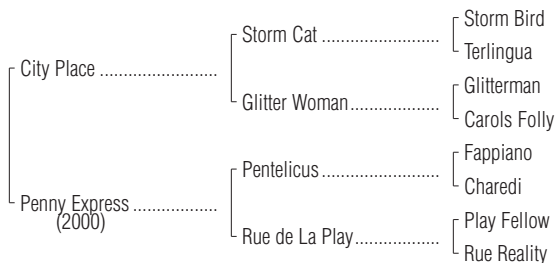 Storm Bird
Storm Cat
Terlingua
City Place
Glitterman
Glitter Woman
Carols Folly
Fappiano
Pentelicus
Charedi
Penny Express
(2000)
Play Fellow
Rue de La Play
Rue Reality